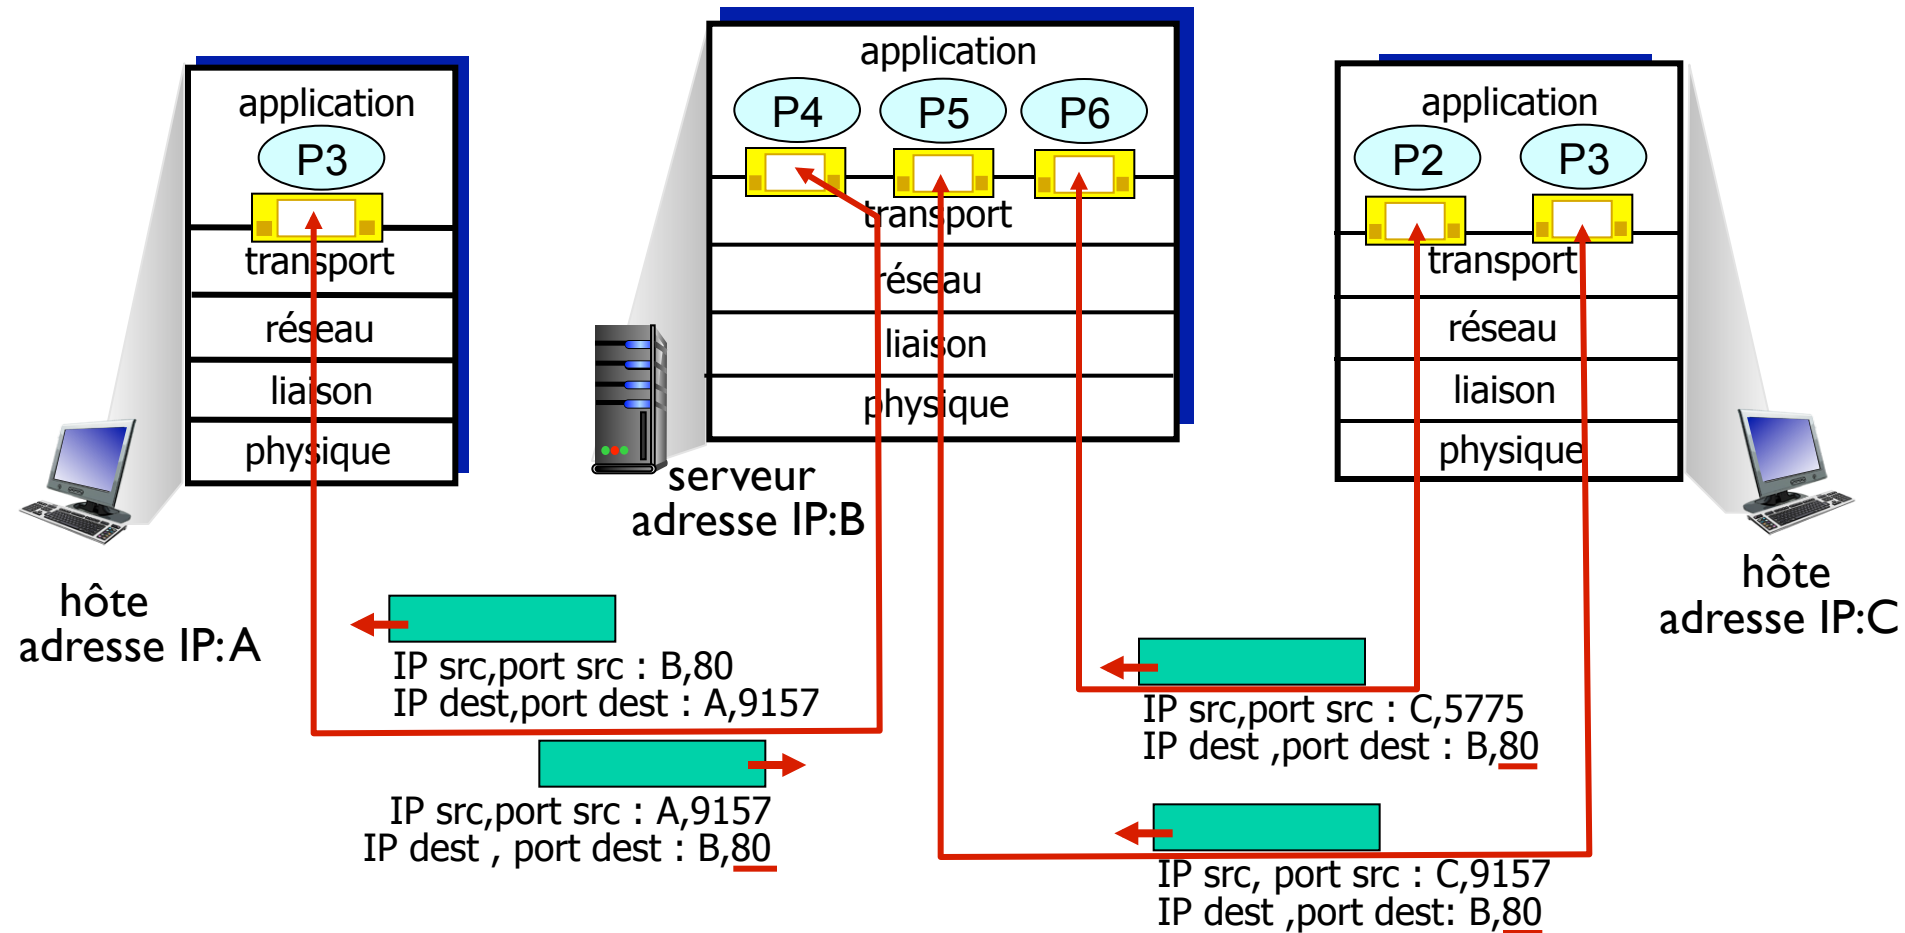 application
P3
transport
réseau
liaison
physique
hôte
adresse IP:A
application
P4 P5 P6
transport
réseau
liaison
physique
serveur
adresse IP:B
application
P2 P3
transport
réseau
liaison
physique
hôte
adresse IP:C
IP src,port src : B,80
IP dest,port dest : A,9157
IP src,port src : A,9157
IP dest , port dest : B,80
IP src,port src : C,5775
IP dest ,port dest : B,80
IP src, port src : C,9157
IP dest ,port dest: B,80